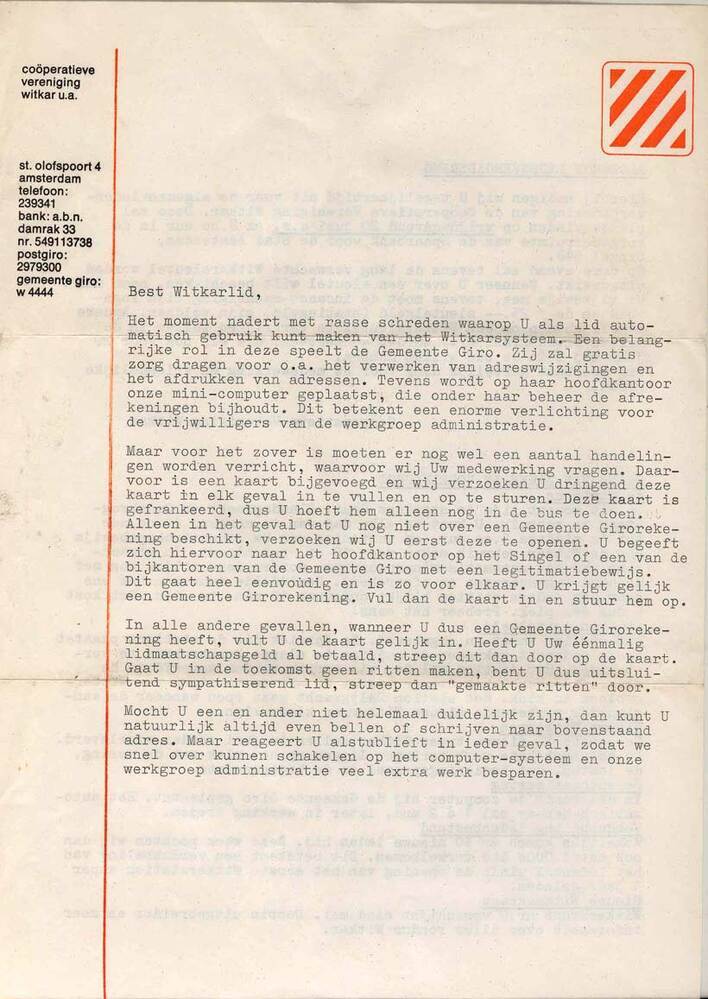 coöperatieve
vereniging
witkar u.a.
st. olofspoort 4
amsterdam
telefoon:
239341
bank: a.b.n.
damrak 33
nr. 549113738
postgiro:
2979300
gemeente giro:
w 4444
Best Witkarlid,
Het moment nadert met rasse schreden waarop U als lid auto-
matisch gebruik kunt maken van het Witkarsysteem. Een belang-
rijke rol in deze speelt de Gemeente Giro. Zij zal gratis
zorg dragen voor o.a. het verwerken van adreswijzigingen en
het afdrukken van adressen. Tevens wordt op haar hoofdkantoor
onze mini-computer geplaatst, die onder haar beheer de afre-
keningen bijhoudt. Dit betekent een enorme verlichting voor
de vrijwilligers van de werkgroep administratie.
Maar voor het zover is moeten er nog wel een aantal handelin-
gen worden verricht, waarvoor wij Uw medewerking vragen. Daar-
voor is een kaart bijgevoegd en wij verzoeken U dringend deze
kaart in elk geval in te vullen en op te sturen. Deze kaart is
gefrankeerd, dus U hoeft hem alleen nog in de bus te doen.
Alleen in het geval dat U nog niet over een Gemeente Giroreke-
ning beschikt, verzoeken wij U eerst deze te openen. U begeeft
zich hiervoor naar het hoofdkantoor op het Singel of een van de
bijkantoren van de Gemeente Giro met een legitimatiebewijs.
Dit gaat heel eenvoudig en is zo voor elkaar. U krijgt gelijk
een Gemeente Girorekening. Vul dan de kaart in en stuur hem op.
In alle andere gevallen, wanneer U dus een Gemeente Giroreke-
ning heeft, vult U de kaart gelijk in. Heeft U Uw éénmalig
lidmaatschapsgeld al betaald, streep dit dan door op de kaart.
Gaat U in de toekomst geen ritten maken, bent U dus uitslui-
tend sympathiserend lid, streep dan "gemaakte ritten" door.
Mocht U een en ander niet helemaal duidelijk zijn, dan kunt U
natuurlijk altijd even bellen of schrijven naar bovenstaand
adres. Maar reageert U alstublieft in ieder geval, zodat we
snel over kunnen schakelen op het computer-systeem en onze
werkgroep administratie veel extra werk besparen.